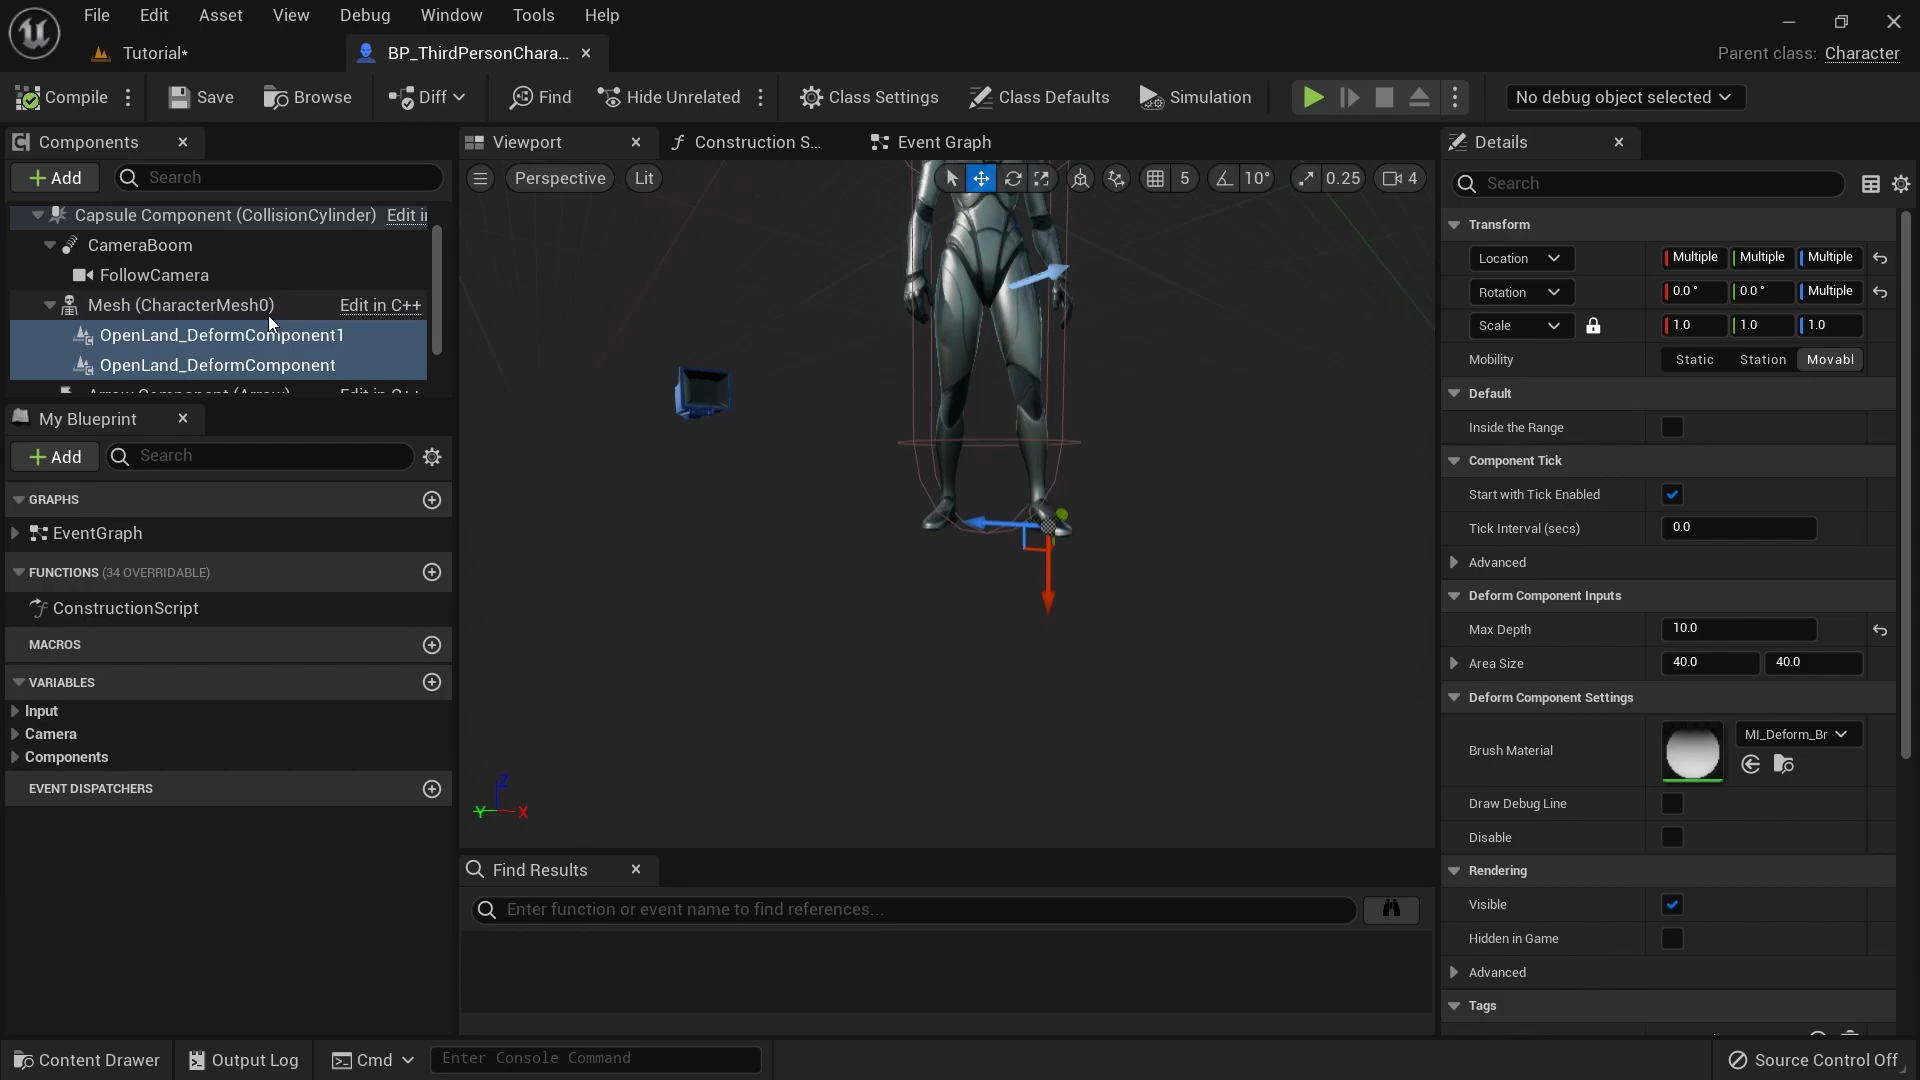 File Edit Asset View Debug Window Tools Help
Tutorial*
BP_ThirdPersonChara...
Parent class: Character
Compile
Save
Browse
Diff
Find
Hide Unrelated
Class Settings
Class Defaults
Simulation
No debug object selected
Components
Add
Search
Capsule Component (CollisionCylinder) Edit i
CameraBoom
FollowCamera
Mesh (CharacterMesh0) Edit in C++
OpenLand_DeformComponent1
OpenLand_DeformComponent
Arrow Component (Arrow) Edit in C++
My Blueprint
Add
Search
GRAPHS
EventGraph
FUNCTIONS (34 OVERRIDABLE)
ConstructionScript
MACROS
VARIABLES
Input
Camera
Components
EVENT DISPATCHERS
Viewport
Construction S...
Event Graph
Perspective
Lit
5
10°
0.25
4
Z
Y X
Find Results
Enter function or event name to find references...
Details
Search
Transform
Location Multiple Multiple Multiple
Rotation 0.0 ° 0.0 ° Multiple
Scale 1.0 1.0 1.0
Mobility Static Station Movabl
Default
Inside the Range
Component Tick
Start with Tick Enabled
Tick Interval (secs) 0.0
Advanced
Deform Component Inputs
Max Depth 10.0
Area Size 40.0 40.0
Deform Component Settings
Brush Material MI_Deform_Br
Draw Debug Line
Disable
Rendering
Visible
Hidden in Game
Advanced
Tags
Content Drawer
Output Log
Cmd
Enter Console Command
Source Control Off